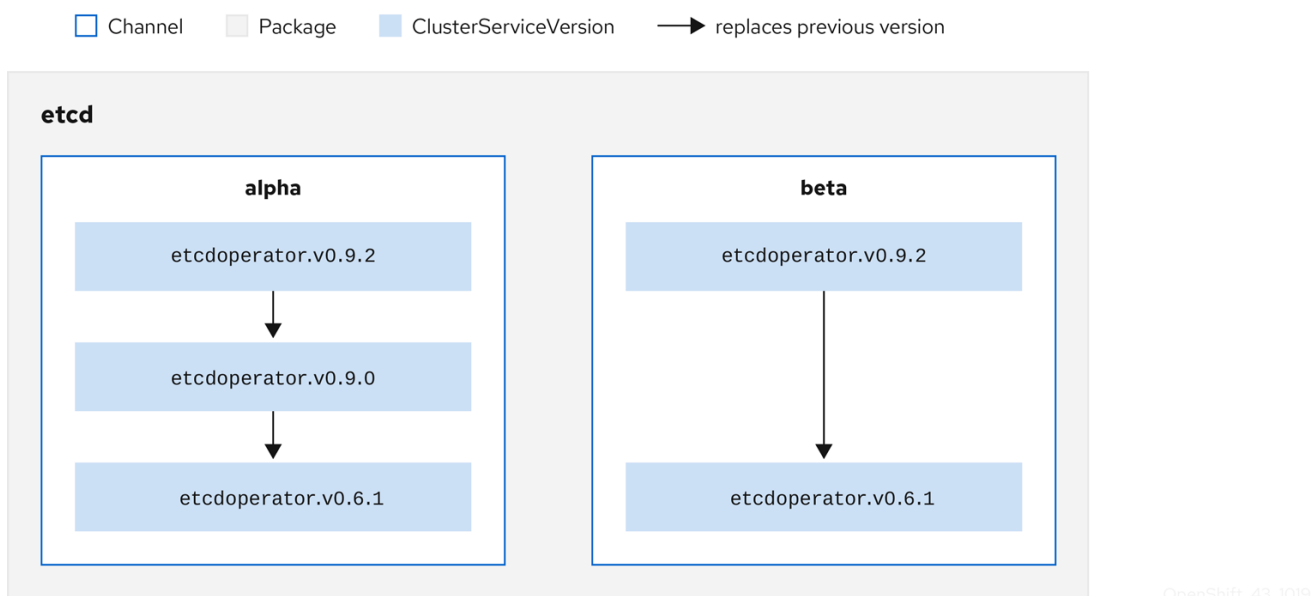 Channel Package ClusterServiceVersion replaces previous version
etcd
alpha
etcdoperator.v0.9.2
etcdoperator.v0.9.0
etcdoperator.v0.6.1
beta
etcdoperator.v0.9.2
etcdoperator.v0.6.1